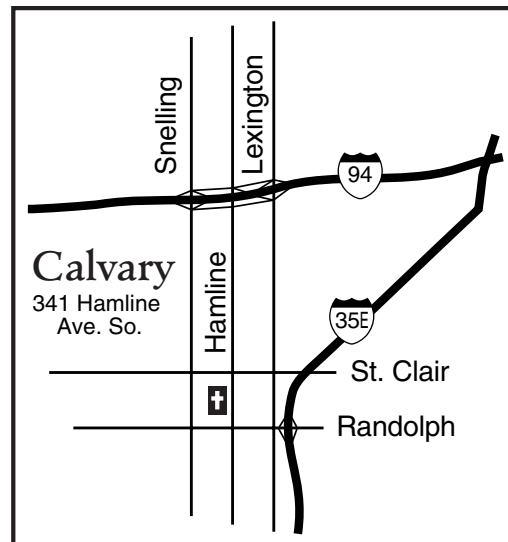 Snelling
Lexington
94
Calvary
341 Hamline
Ave. So.
Hamline
35E
St. Clair
Randolph